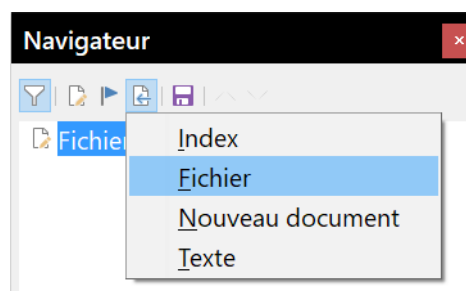 Navigateur
Fichier
Index
Fichier
Nouveau document
Texte